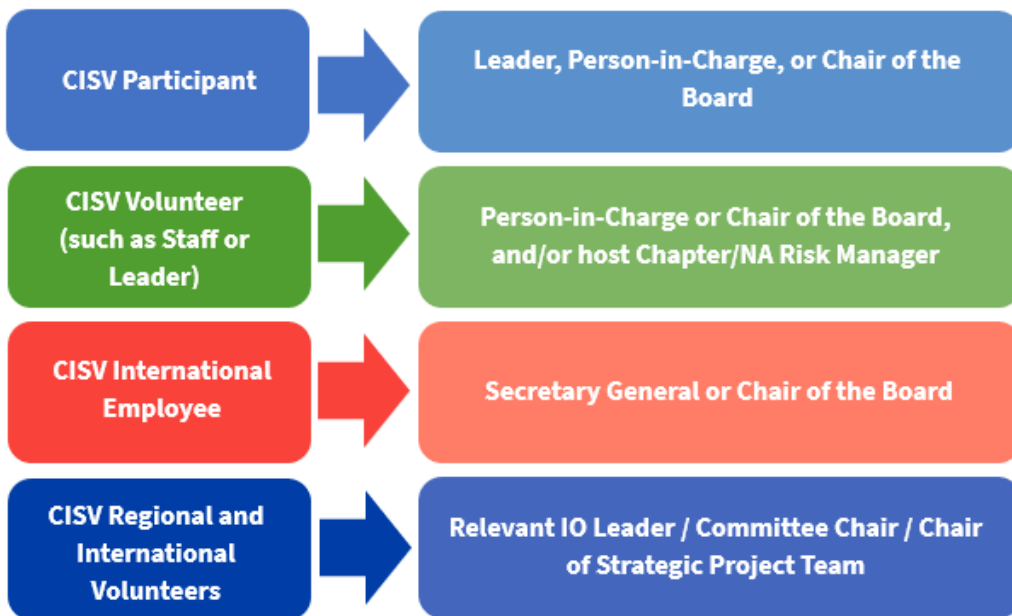 CISV Participant
Leader, Person-in-Charge, or Chair of the
Board
CISV Volunteer
(such as Staff or
Leader)
Person-in-Charge or Chair of the Board,
and/or host Chapter/NA Risk Manager
CISV International
Employee
Secretary General or Chair of the Board
CISV Regional and
International
Volunteers
Relevant IO Leader / Committee Chair / Chair
of Strategic Project Team